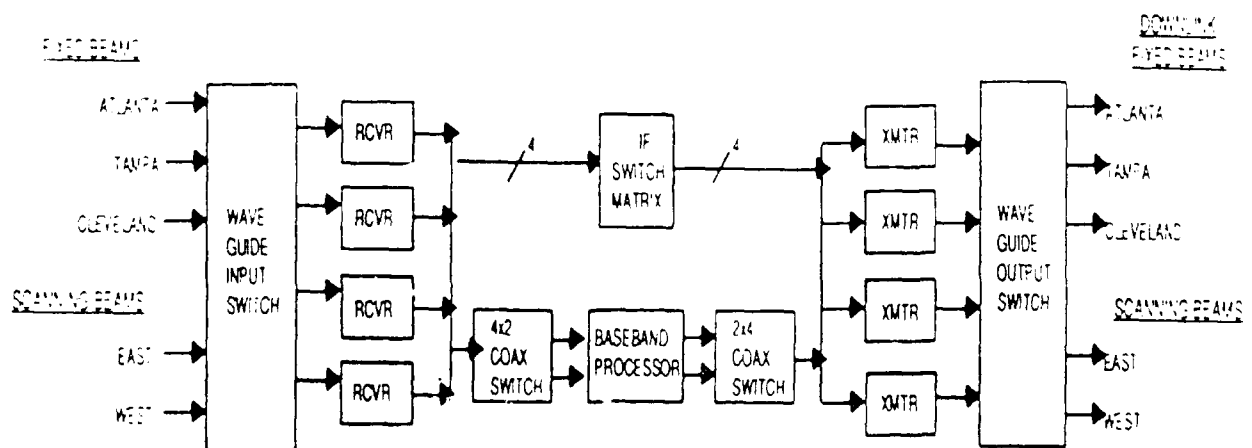 FIXED BEAMS
ATLANTA
TAMPA
CLEVELAND
SCANNING BEAMS
EAST
WEST
WAVE
GUIDE
INPUT
SWITCH
RCVR
RCVR
RCVR
RCVR
4
IF
SWITCH
MATRIX
4
4x2
COAX
SWITCH
BASEBAND
PROCESSOR
2x4
COAX
SWITCH
XMTR
XMTR
XMTR
XMTR
WAVE
GUIDE
OUTPUT
SWITCH
DOWNLINK
FIXED BEAMS
ATLANTA
TAMPA
CLEVELAND
SCANNING BEAMS
EAST
WEST